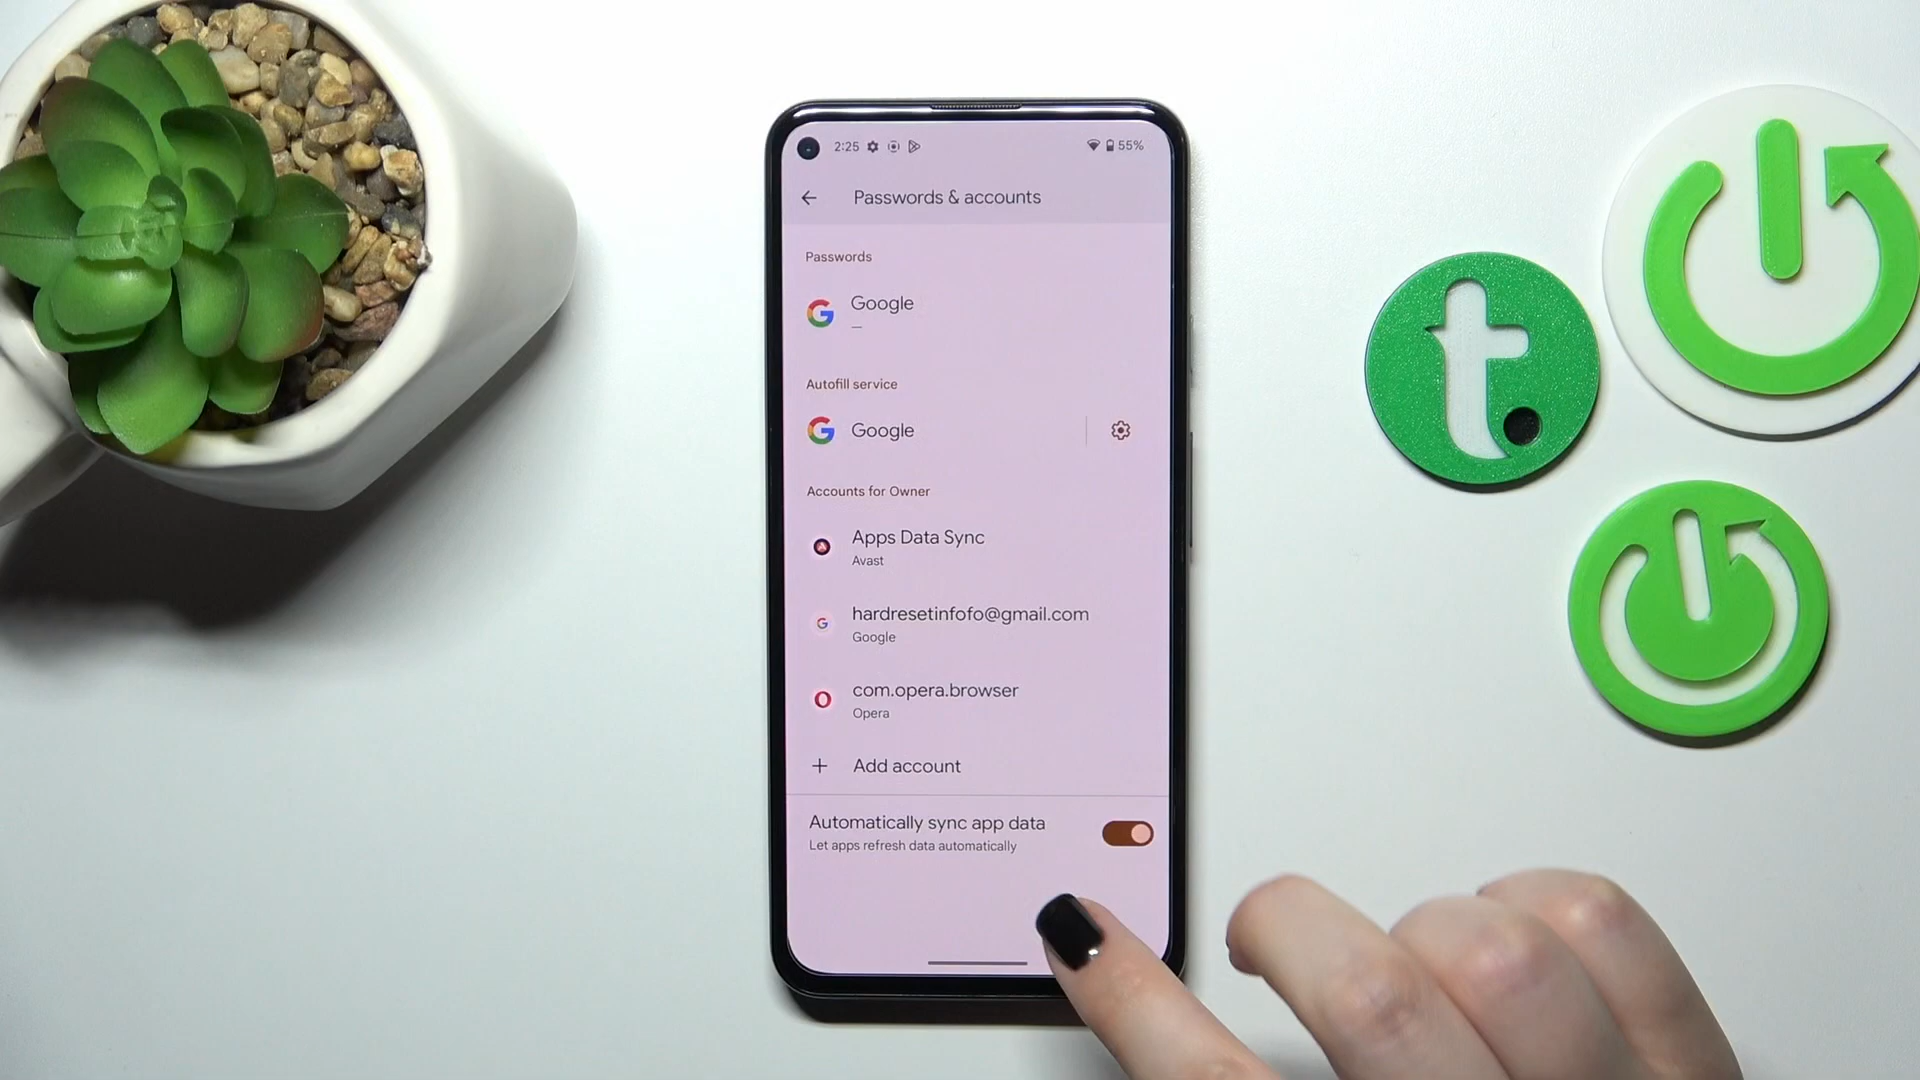 2:25
55%
Passwords & accounts
Passwords
Google
—
Autofill service
Google
Accounts for Owner
Apps Data Sync
Avast
hardresetinfofo@gmail.com
Google
com.opera.browser
Opera
Add account
Automatically sync app data
Let apps refresh data automatically
t.